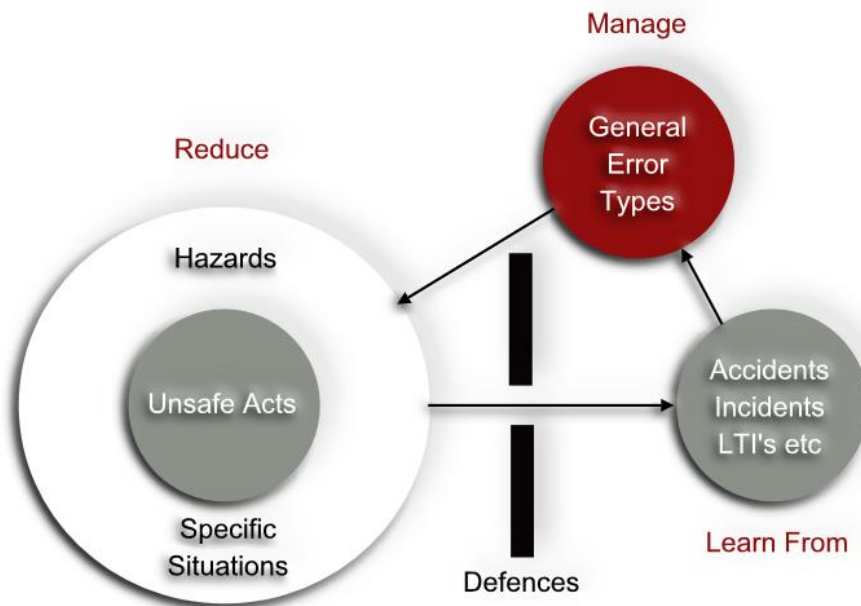 Manage
General
Error
Types
Reduce
Hazards
Unsafe Acts
Specific
Situations
Accidents
Incidents
LTI's etc
Learn From
Defences